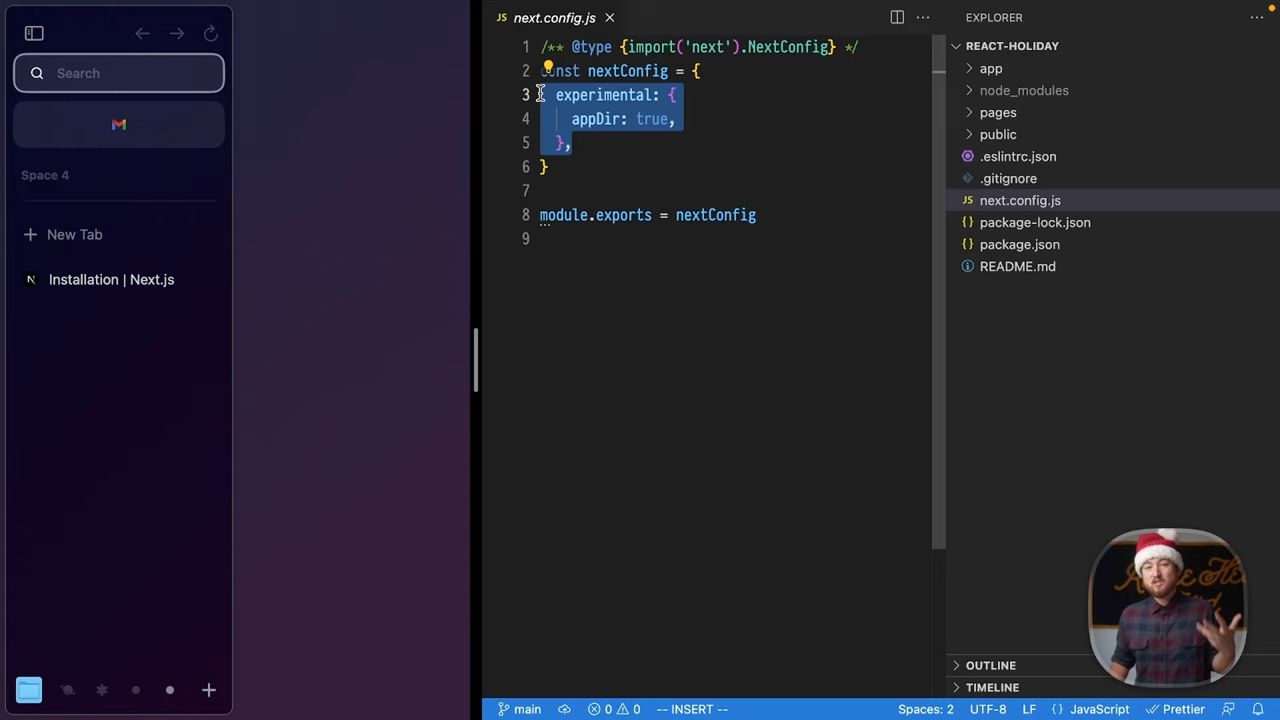 Search
Space 4
New Tab
Installation | Next.js
JS next.config.js
1 /** @type {import('next').NextConfig} */
2 const nextConfig = {
3 experimental: {
4 appDir: true,
5 },
6 }
7
8 module.exports = nextConfig
9
EXPLORER
REACT-HOLIDAY
app
node_modules
pages
public
.eslintrc.json
.gitignore
JS next.config.js
{} package-lock.json
{} package.json
README.md
OUTLINE
TIMELINE
main
0 0
-- INSERT --
Spaces: 2
UTF-8
LF
{} JavaScript
Prettier